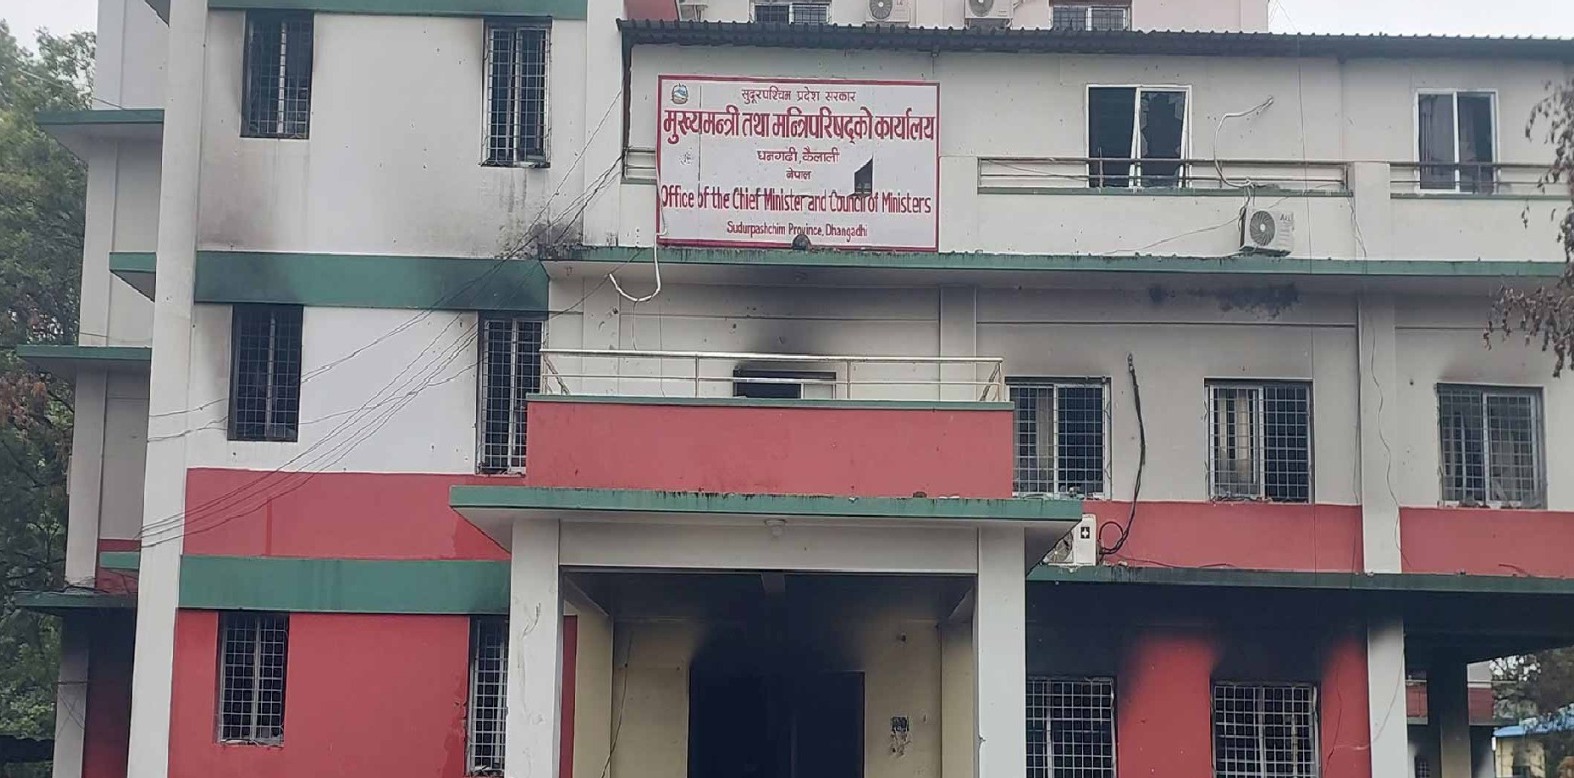 सुदूरपश्चिम प्रदेश सरकार
मुख्यमन्त्री तथा मन्त्रिपरिषद्को कार्यालय
धनगढी, कैलाली
नेपाल
Office of the Chief Minister and Council of Ministers
Sudurpashchim Province, Dhangadhi